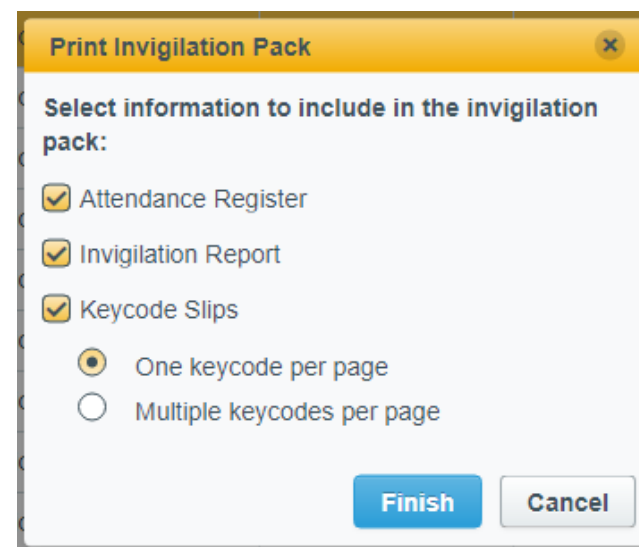 Print Invigilation Pack
Select information to include in the invigilation
pack:
Attendance Register
Invigilation Report
Keycode Slips
One keycode per page
Multiple keycodes per page
Finish
Cancel